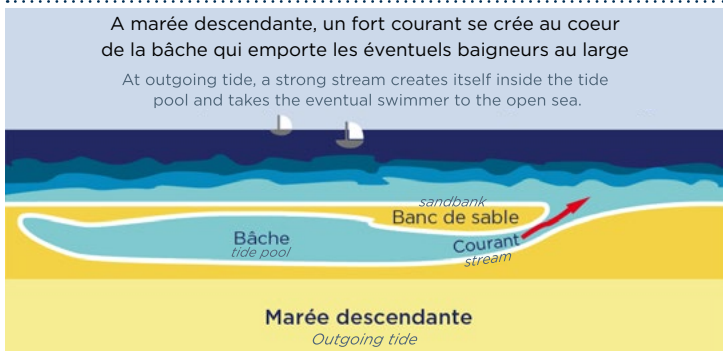 A marée descendante, un fort courant se crée au coeur
de la bâche qui emporte les éventuels baigneurs au large
At outgoing tide, a strong stream creates itself inside the tide
pool and takes the eventual swimmer to the open sea.
sandbank
Banc de sable
Bâche
tide pool
Courant
stream
Marée descendante
Outgoing tide